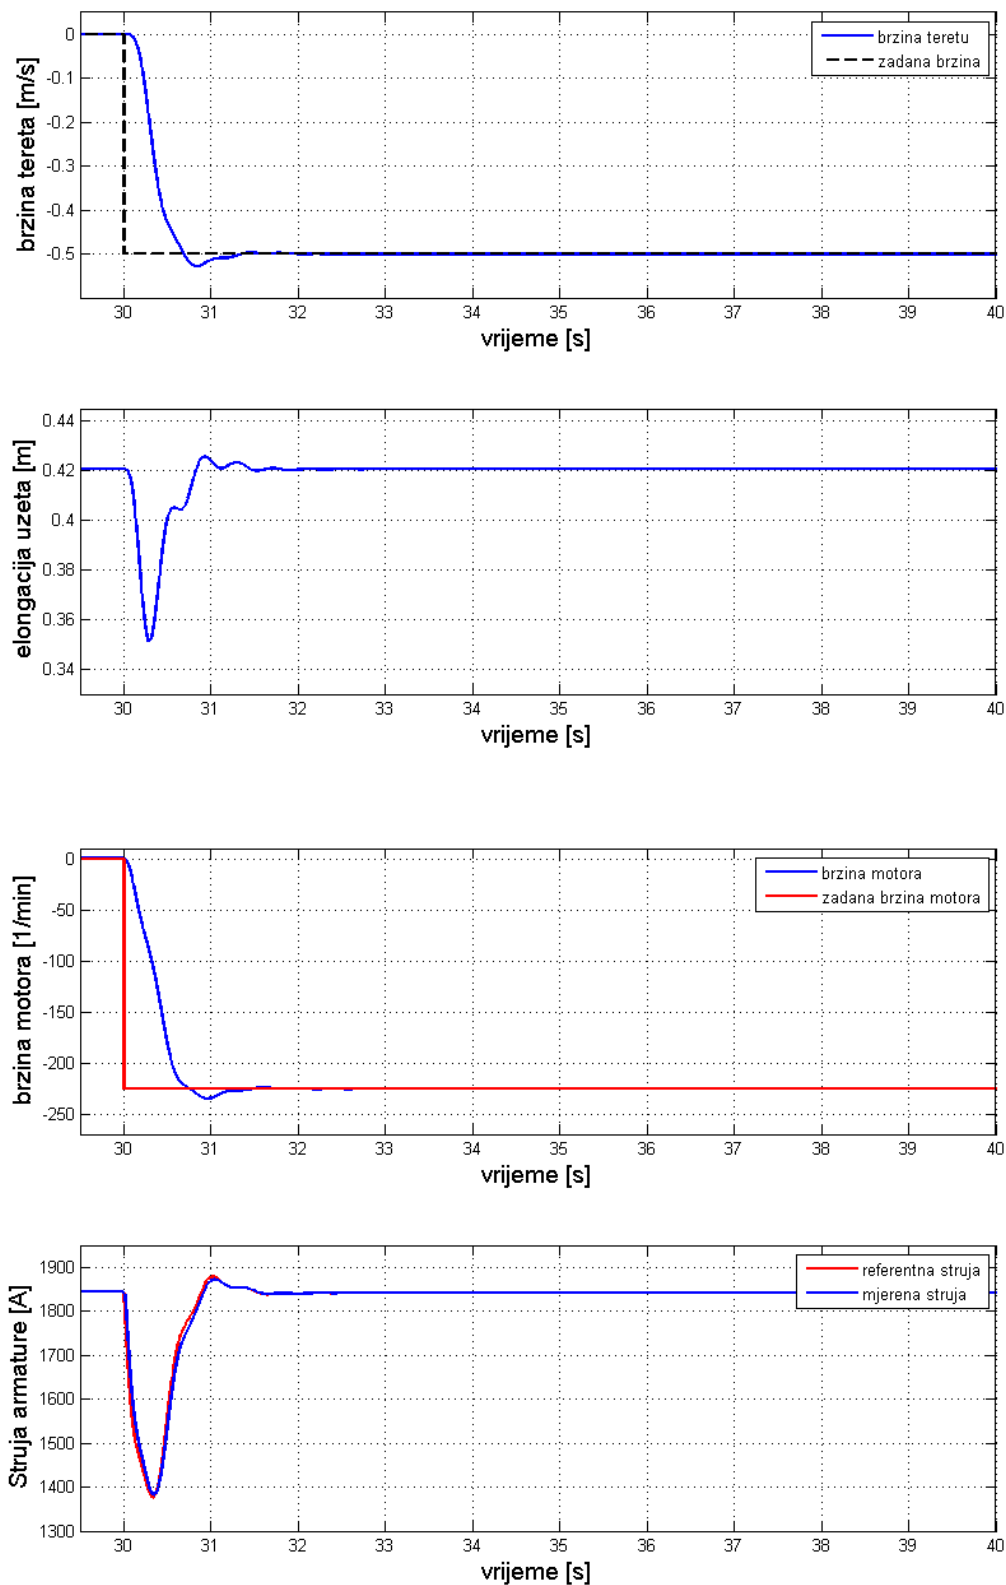 brzina tereta [m/s]
0
-0.1
-0.2
-0.3
-0.4
-0.5
brzina teretu
zadana brzina
30 31 32 33 34 35 36 37 38 39 40
vrijeme [s]
elongacija uzeta [m]
0.44
0.42
0.4
0.38
0.36
0.34
30 31 32 33 34 35 36 37 38 39 40
vrijeme [s]
brzina motora [1/min]
0
-50
-100
-150
-200
-250
brzina motora
zadana brzina motora
30 31 32 33 34 35 36 37 38 39 40
vrijeme [s]
Struja armature [A]
1900
1800
1700
1600
1500
1400
1300
referentna struja
mjerena struja
30 31 32 33 34 35 36 37 38 39 40
vrijeme [s]